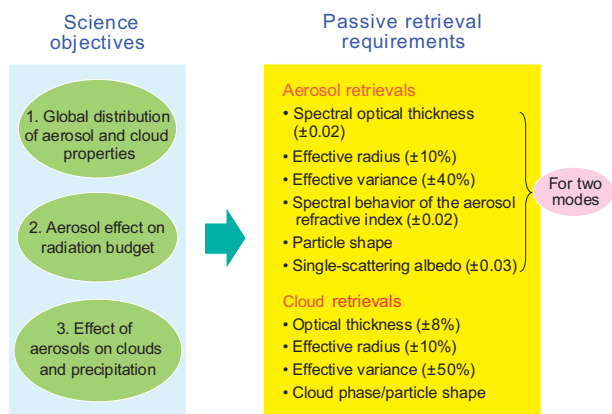 Science
objectives
1. Global distribution
of aerosol and cloud
properties
2. Aerosol effect on
radiation budget
3. Effect of
aerosols on clouds
and precipitation
Passive retrieval
requirements
Aerosol retrievals
• Spectral optical thickness
(±0.02)
• Effective radius (±10%)
• Effective variance (±40%)
• Spectral behavior of the aerosol
refractive index (±0.02)
• Particle shape
• Single-scattering albedo (±0.03)
For two
modes
Cloud retrievals
• Optical thickness (±8%)
• Effective radius (±10%)
• Effective variance (±50%)
• Cloud phase/particle shape